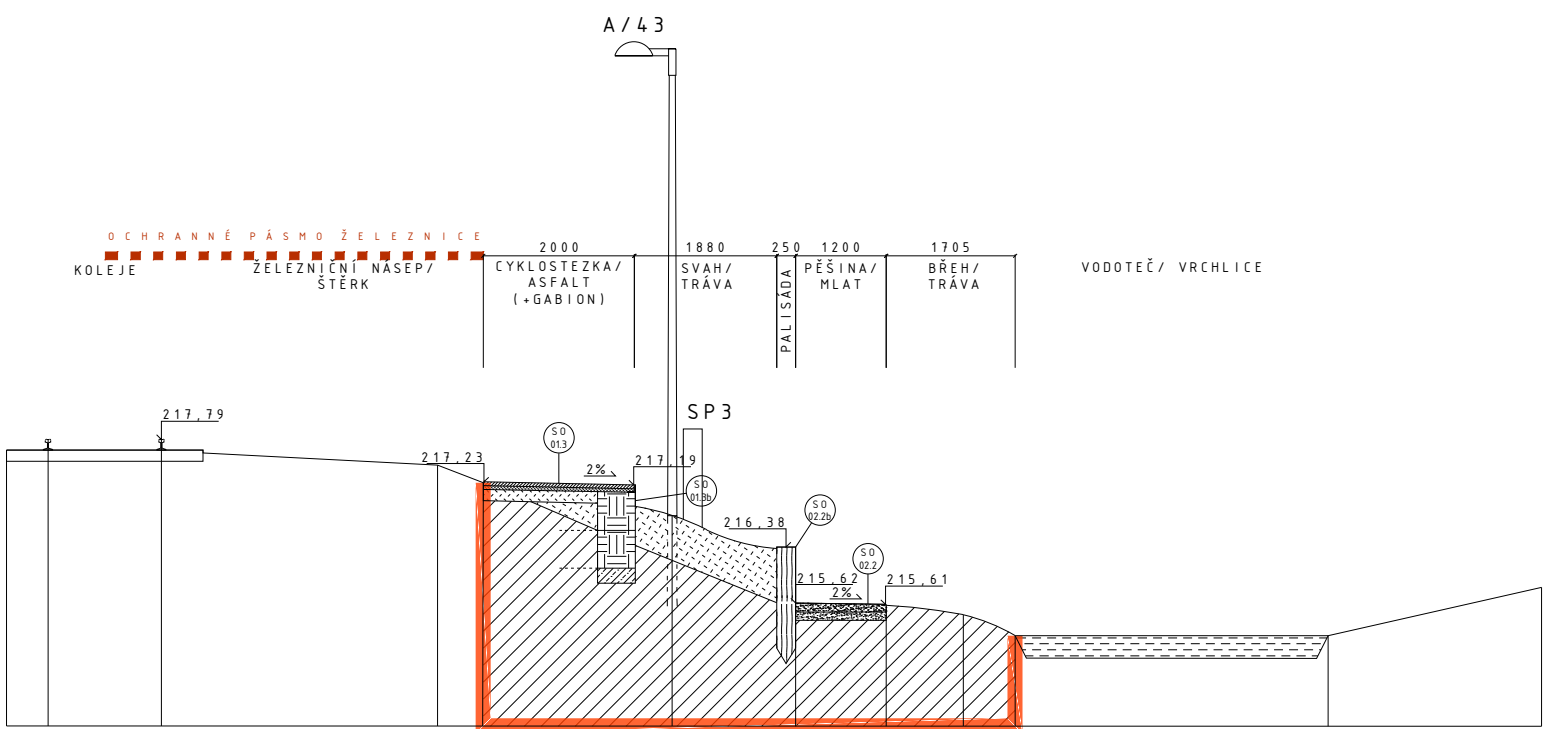 A/43
OCHRANNÉ PÁSMO ŽELEZNICE
2000
1880
250
1200
1705
KOLEJE
ŽELEZNIČNÍ NÁSEP/
ŠTĚRK
CYKLOSTEZKA/
ASFALT
(+GABION)
SVAH/
TRÁVA
PALISÁDA
PĚŠINA/
MLAT
BŘEH/
TRÁVA
VODOTEČ/ VRCHLICE
SP3
217,79
SO
01.3
217,23
2%
217,19
SO
01.3b
216,38
SO
02.2b
SO
02.2
215,62
2%
215,61